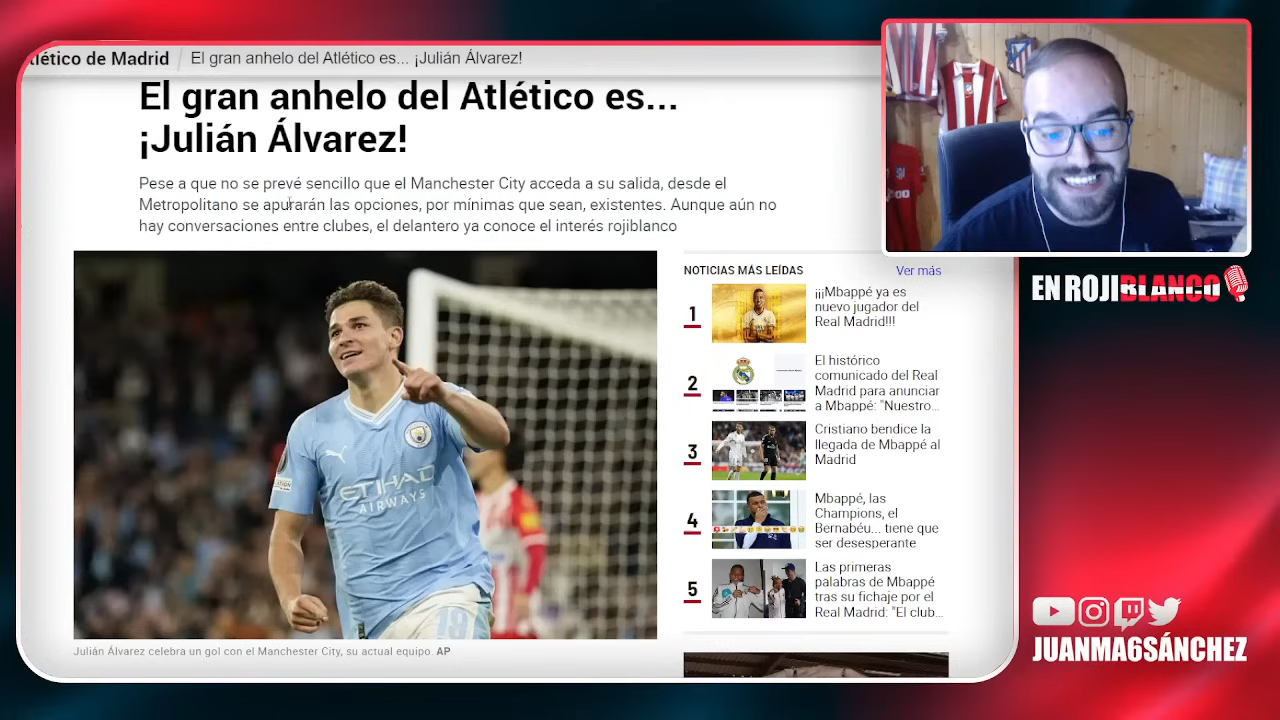 tlético de Madrid
El gran anhelo del Atlético es... ¡Julián Álvarez!
El gran anhelo del Atlético es...
¡Julián Álvarez!
Pese a que no se prevé sencillo que el Manchester City acceda a su salida, desde el
Metropolitano se apurarán las opciones, por mínimas que sean, existentes. Aunque aún no
hay conversaciones entre clubes, el delantero ya conoce el interés rojiblanco
ETIHAD
AIRWAYS
19
Julián Álvarez celebra un gol con el Manchester City, su actual equipo. AP
NOTICIAS MÁS LEÍDAS
Ver más
1
¡¡¡Mbappé ya es
nuevo jugador del
Real Madrid!!!
2
El histórico
comunicado del Real
Madrid para anunciar
a Mbappé: "Nuestro...
3
Cristiano bendice la
llegada de Mbappé al
Madrid
4
Mbappé, las
Champions, el
Bernabéu... tiene que
ser desesperante
5
Las primeras
palabras de Mbappé
tras su fichaje por el
Real Madrid: "El club...
EN ROJIBLANCO
JUANMA6SÁNCHEZ